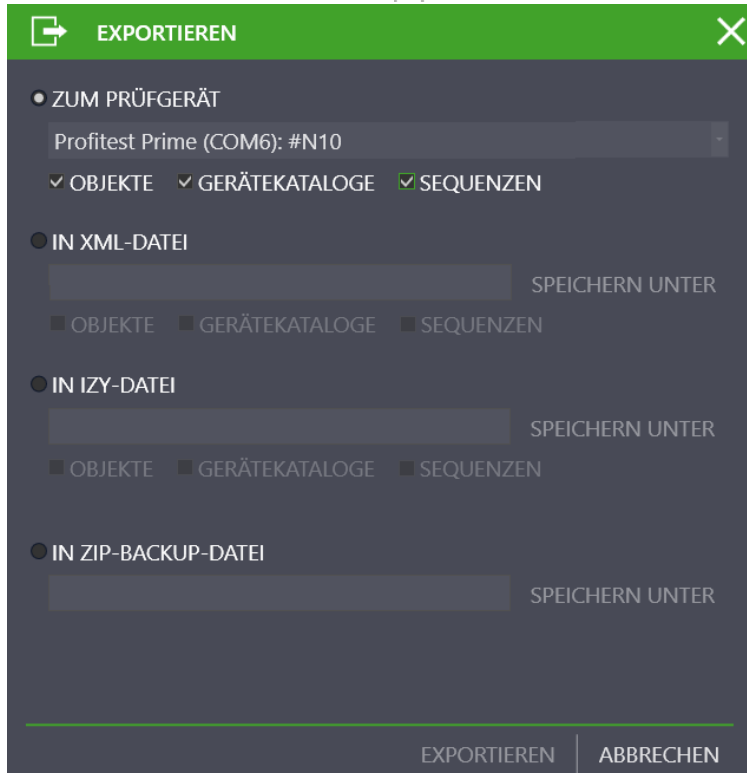 EXPORTIEREN
ZUM PRÜFGERÄT
Profitest Prime (COM6): #N10
OBJEKTE GERÄTEKATALOGE SEQUENZEN
IN XML-DATEI
SPEICHERN UNTER
OBJEKTE GERÄTEKATALOGE SEQUENZEN
IN IZY-DATEI
SPEICHERN UNTER
OBJEKTE GERÄTEKATALOGE SEQUENZEN
IN ZIP-BACKUP-DATEI
SPEICHERN UNTER
EXPORTIEREN ABBRECHEN